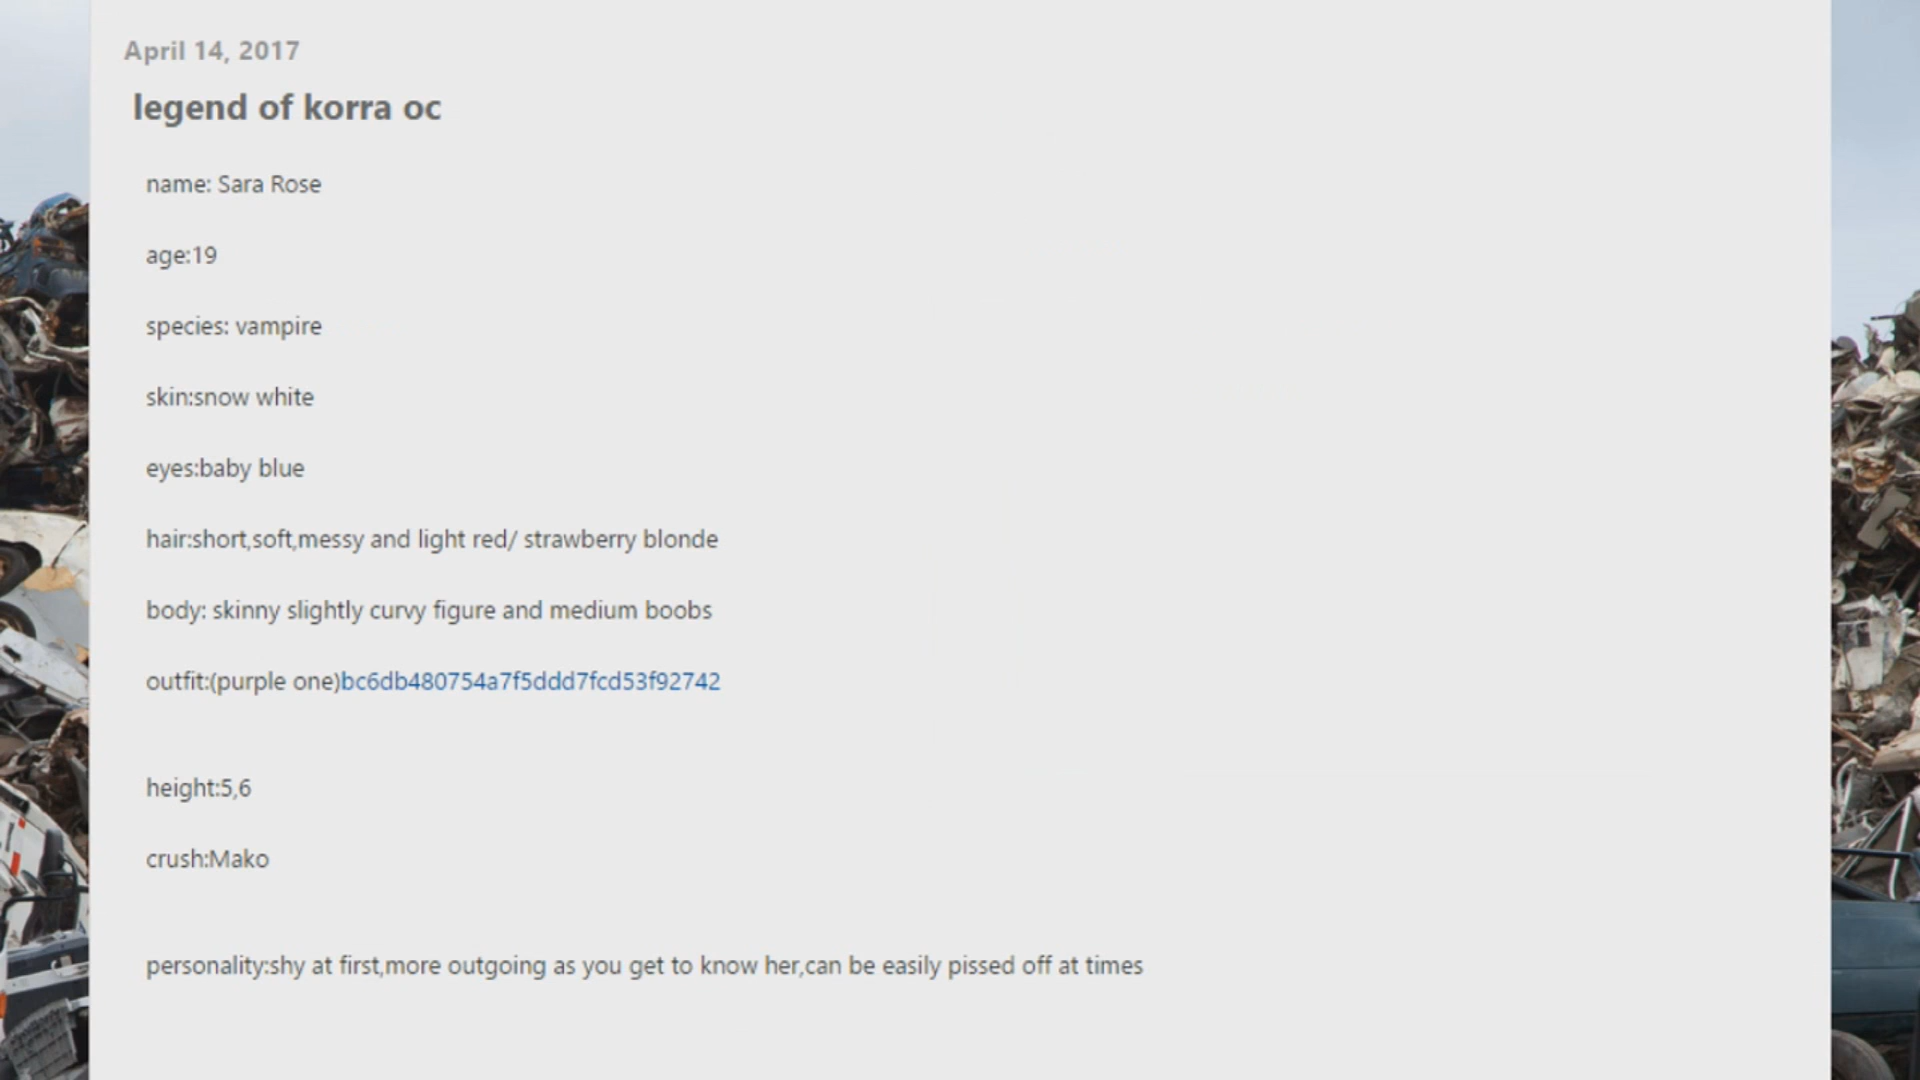 April 14, 2017
legend of korra oc
name: Sara Rose
age:19
species: vampire
skin:snow white
eyes:baby blue
hair:short,soft,messy and light red/ strawberry blonde
body: skinny slightly curvy figure and medium boobs
outfit:(purple one)bc6db480754a7f5ddd7fcd53f92742
height:5,6
crush:Mako
personality:shy at first,more outgoing as you get to know her,can be easily pissed off at times